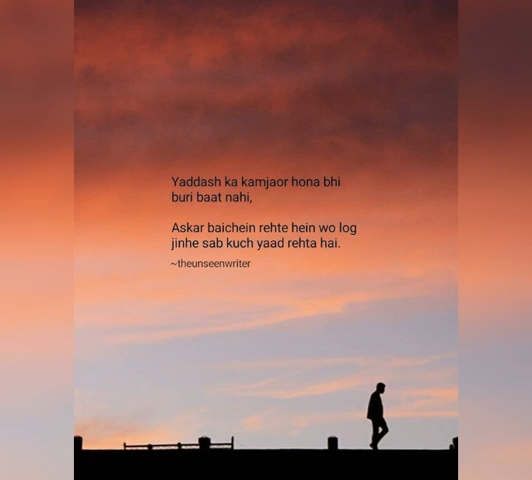 Yaddash ka kamjaor hona bhi
buri baat nahi,
Askar baichein rehte hein wo log
jinhe sab kuch yaad rehta hai.
~theunseenwriter